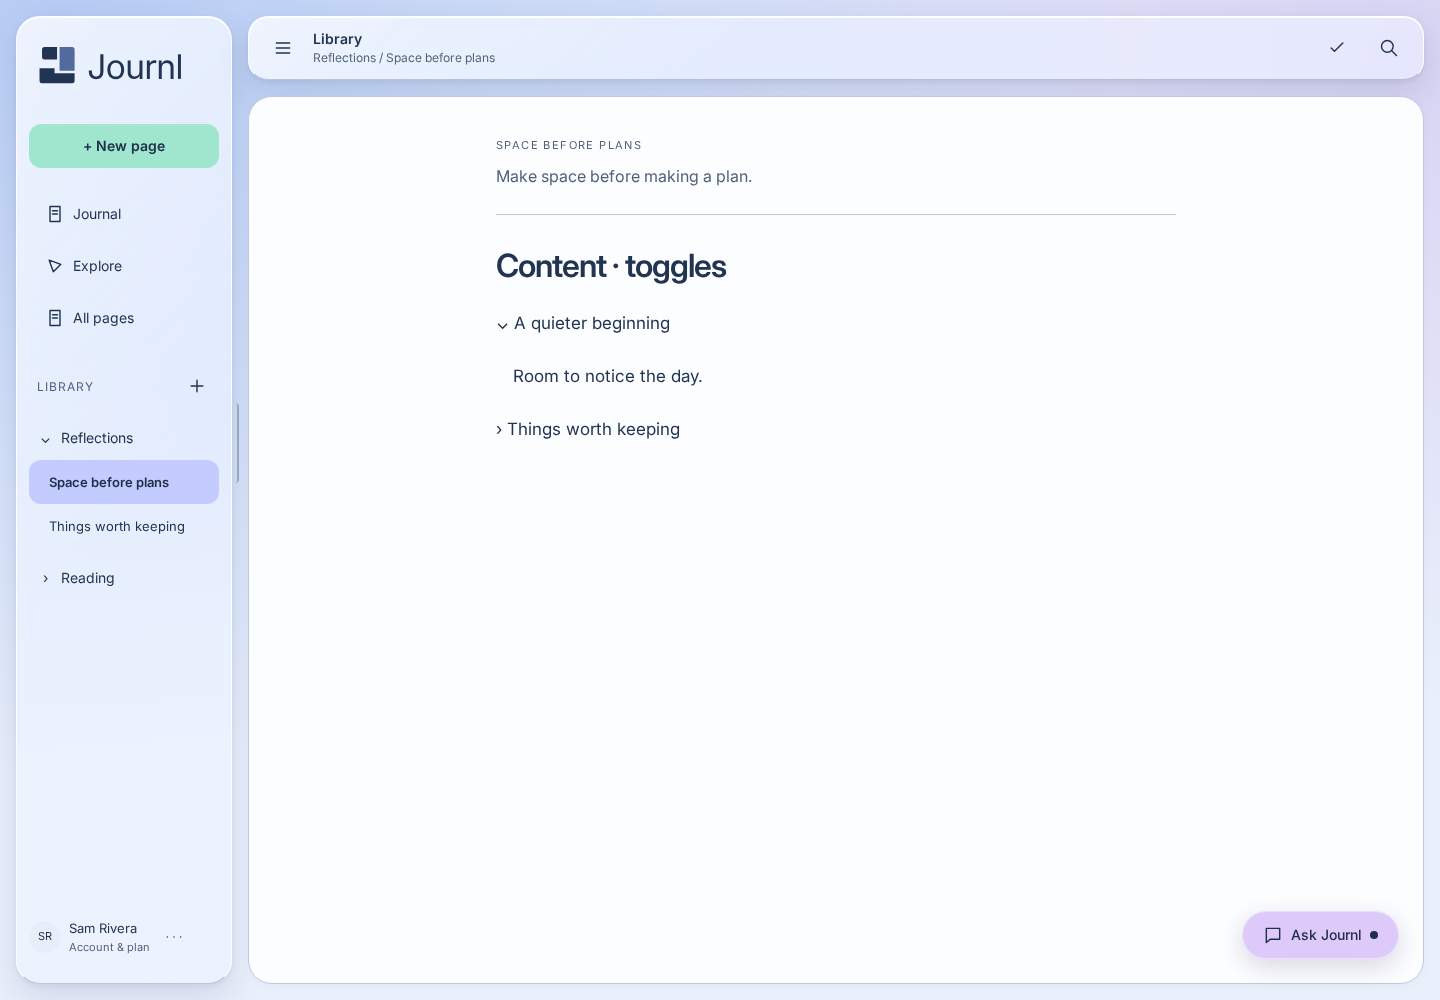 Journl
+ New page
Journal
Explore
All pages
LIBRARY
Reflections
Space before plans
Things worth keeping
Reading
SR
Sam Rivera
Account & plan
Library
Reflections / Space before plans
SPACE BEFORE PLANS
Make space before making a plan.
Content · toggles
A quieter beginning
Room to notice the day.
Things worth keeping
Ask Journl